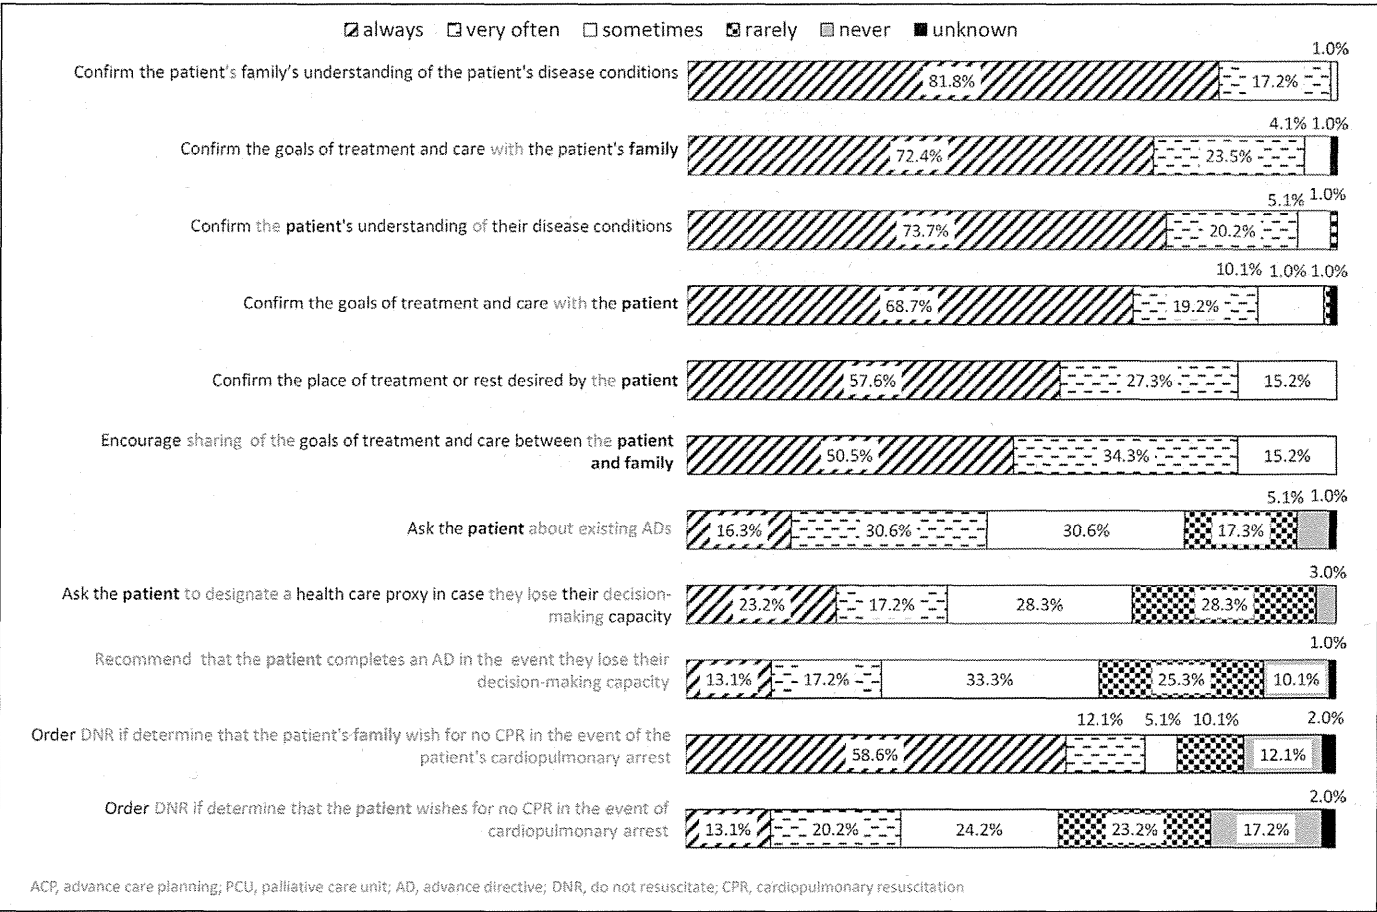 always very often sometimes rarely never unknown
1.0%
Confirm the patient's family's understanding of the patient's disease conditions 81.8% 17.2%
4.1% 1.0%
Confirm the goals of treatment and care with the patient's family 72.4% 23.5%
5.1% 1.0%
Confirm the patient's understanding of their disease conditions 73.7% 20.2%
10.1% 1.0% 1.0%
Confirm the goals of treatment and care with the patient 68.7% 19.2%
Confirm the place of treatment or rest desired by the patient 57.6% 27.3% 15.2%
Encourage sharing of the goals of treatment and care between the patient
and family 50.5% 34.3% 15.2%
5.1% 1.0%
Ask the patient about existing ADs 16.3% 30.6% 30.6% 17.3%
3.0%
Ask the patient to designate a health care proxy in case they lose their decision-
making capacity 23.2% 17.2% 28.3% 28.3%
1.0%
Recommend that the patient completes an AD in the event they lose their
decision-making capacity 13.1% 17.2% 33.3% 25.3% 10.1%
12.1% 5.1% 10.1% 2.0%
Order DNR if determine that the patient's family wish for no CPR in the event of the
patient's cardiopulmonary arrest 58.6% 12.1%
2.0%
Order DNR if determine that the patient wishes for no CPR in the event of
cardiopulmonary arrest 13.1% 20.2% 24.2% 23.2% 17.2%
ACP, advance care planning; PCU, palliative care unit; AD, advance directive; DNR, do not resuscitate; CPR, cardiopulmonary resuscitation